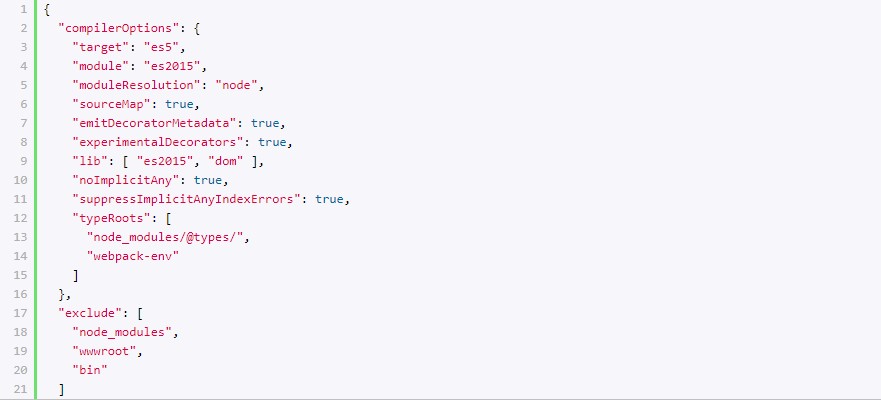 1 {
2   "compilerOptions": {
3     "target": "es5",
4     "module": "es2015",
5     "moduleResolution": "node",
6     "sourceMap": true,
7     "emitDecoratorMetadata": true,
8     "experimentalDecorators": true,
9     "lib": [ "es2015", "dom" ],
10     "noImplicitAny": true,
11     "suppressImplicitAnyIndexErrors": true,
12     "typeRoots": [
13       "node_modules/@types/",
14       "webpack-env"
15     ]
16   },
17   "exclude": [
18     "node_modules",
19     "wwwroot",
20     "bin"
21   ]